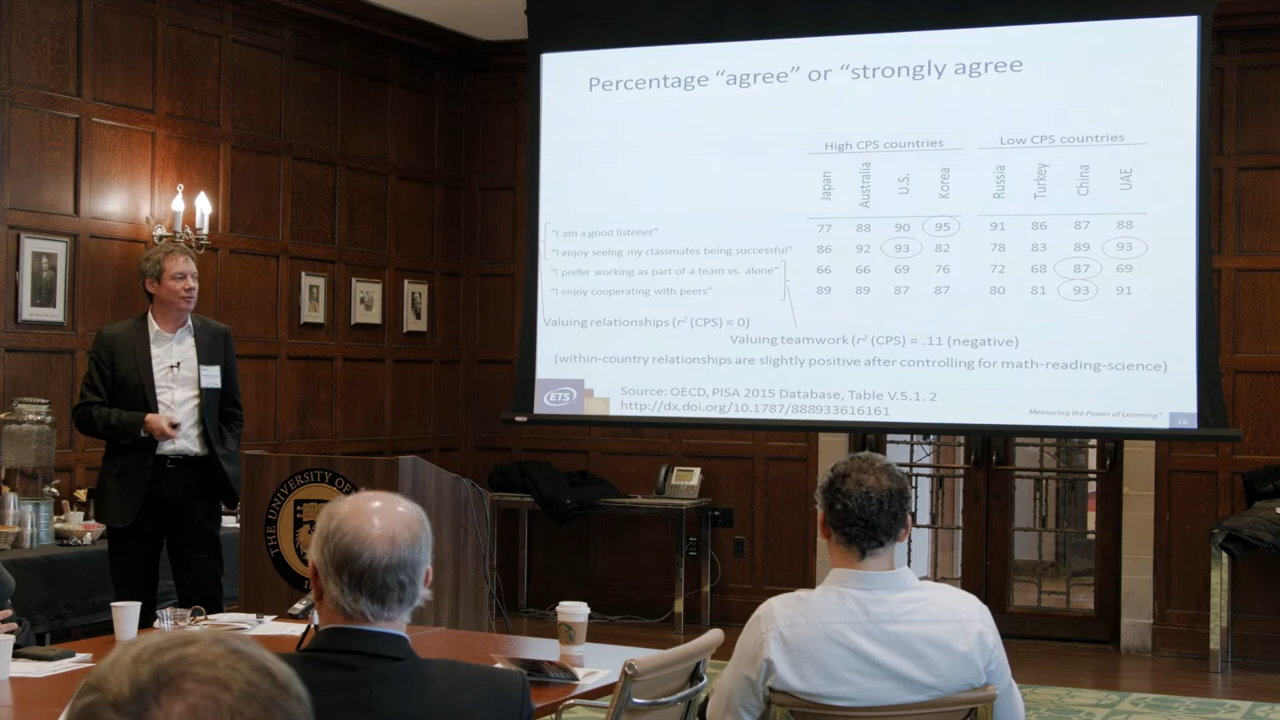 Percentage “agree” or “strongly agree
High CPS countries Low CPS countries
Japan Australia U.S. Korea Russia Turkey China UAE
"I am a good listener" 77 88 90 95 91 86 87 88
"I enjoy seeing my classmates being successful" 86 92 93 82 78 83 89 93
"I prefer working as part of a team vs. alone" 66 66 69 76 72 68 87 69
"I enjoy cooperating with peers" 89 89 87 87 80 81 93 91
Valuing relationships (r² (CPS) = 0)
Valuing teamwork (r² (CPS) = .11 (negative)
(within-country relationships are slightly positive after controlling for math-reading-science)
ETS
Source: OECD, PISA 2015 Database, Table V.5.1, 2
http://dx.doi.org/10.1787/888933616161
Measuring the Power of Learning.®
16
THE UNIVERSITY OF